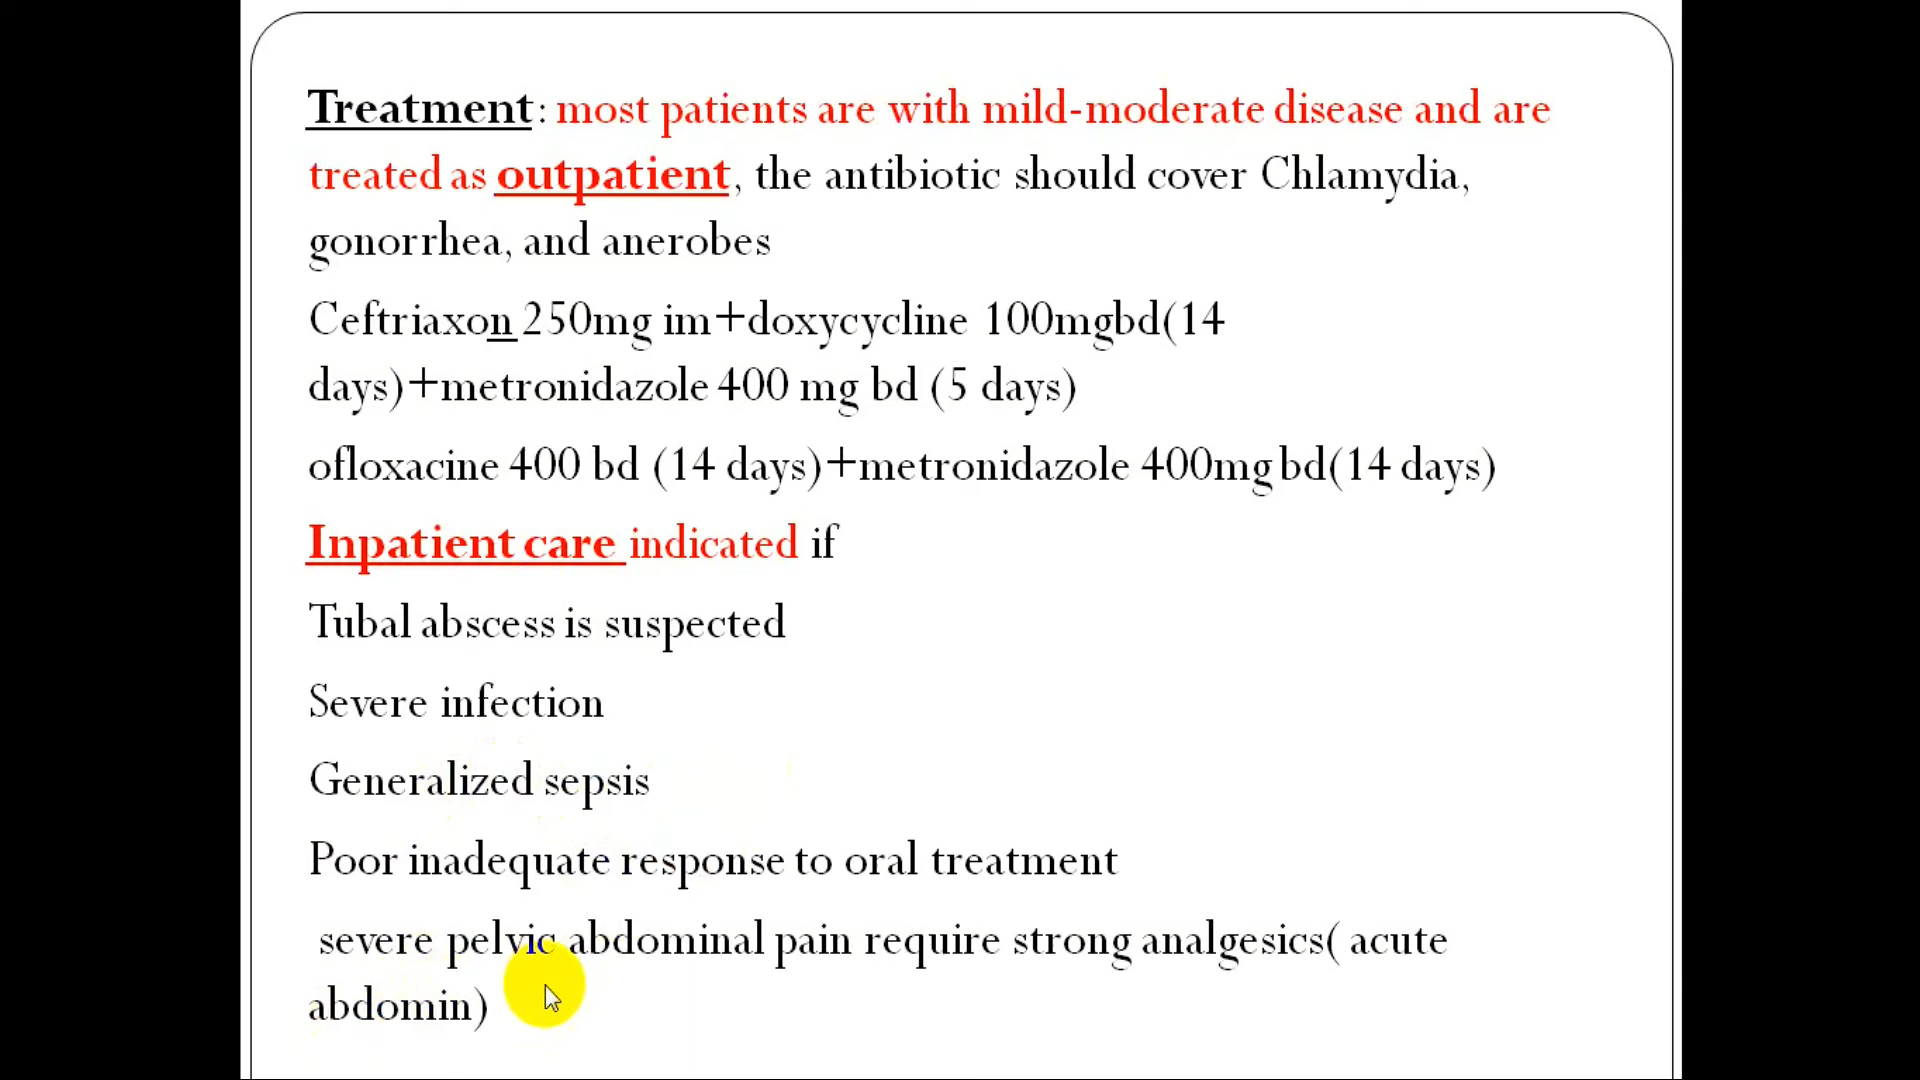 Treatment: most patients are with mild-moderate disease and are
treated as outpatient, the antibiotic should cover Chlamydia,
gonorrhea, and anerobes
Ceftriaxon 250mg im+doxycycline 100mgbd(14
days)+metronidazole 400 mg bd (5 days)
ofloxacine 400 bd (14 days)+metronidazole 400mg bd(14 days)
Inpatient care indicated if
Tubal abscess is suspected
Severe infection
Generalized sepsis
Poor inadequate response to oral treatment
severe pelvic abdominal pain require strong analgesics( acute
abdomin)